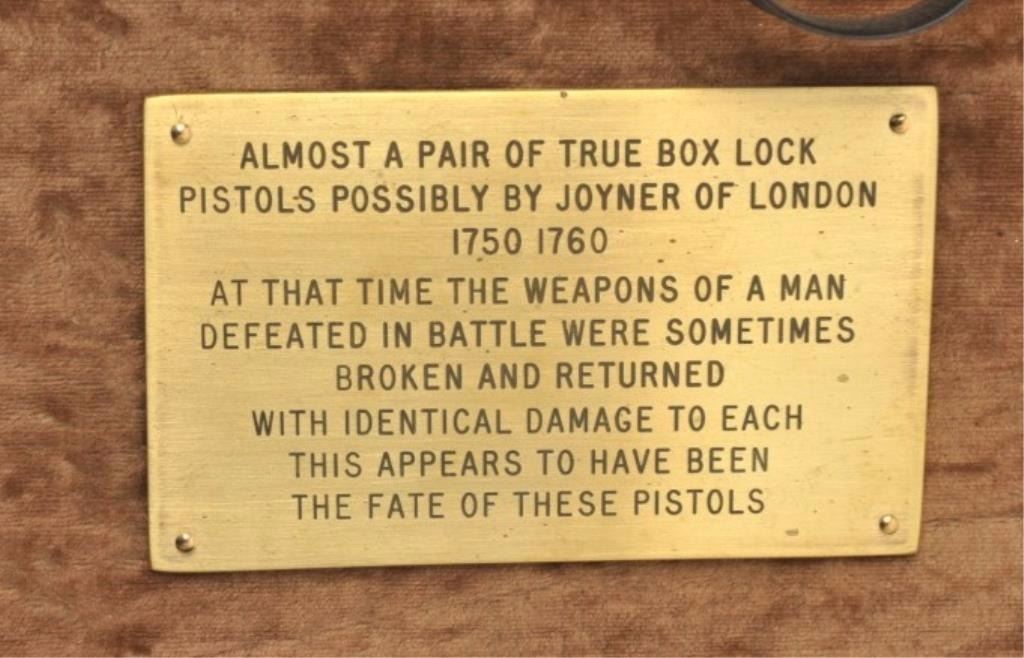 ALMOST A PAIR OF TRUE BOX LOCK
PISTOLS POSSIBLY BY JOYNER OF LONDON
1750 1760
AT THAT TIME THE WEAPONS OF A MAN
DEFEATED IN BATTLE WERE SOMETIMES
BROKEN AND RETURNED
WITH IDENTICAL DAMAGE TO EACH
THIS APPEARS TO HAVE BEEN
THE FATE OF THESE PISTOLS